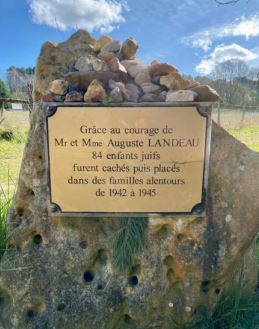 Grâce au courage de
Mr et Mme Auguste LANDEAU
84 enfants juifs
furent cachés puis placés
dans des familles alentours
de 1942 à 1945